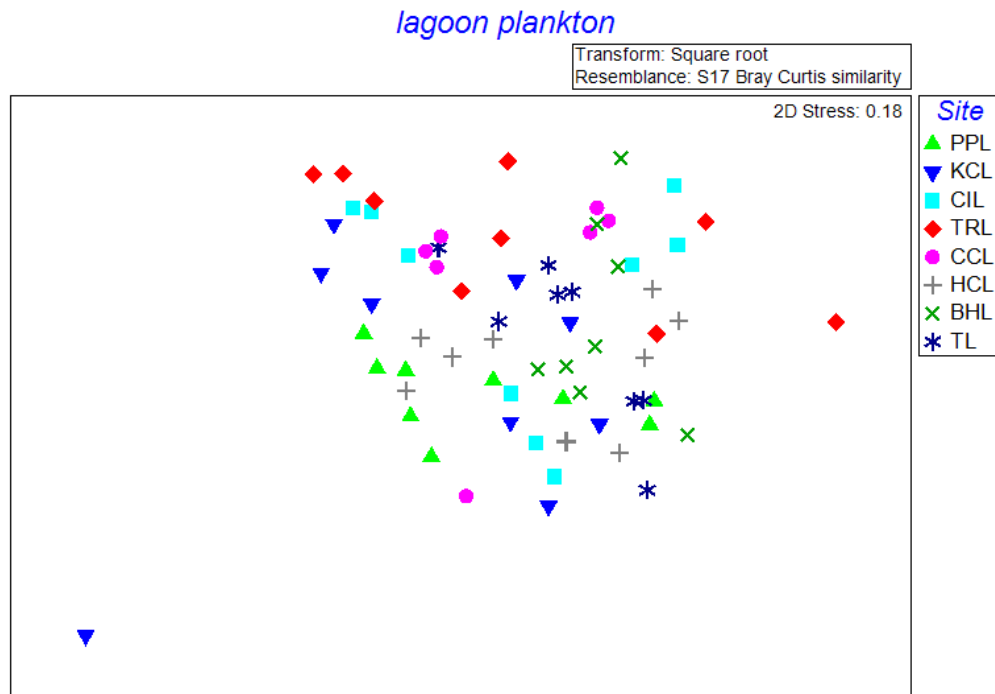 lagoon plankton
Transform: Square root
Resemblance: S17 Bray Curtis similarity
2D Stress: 0.18
Site
PPL
KCL
CIL
TRL
CCL
HCL
BHL
TL